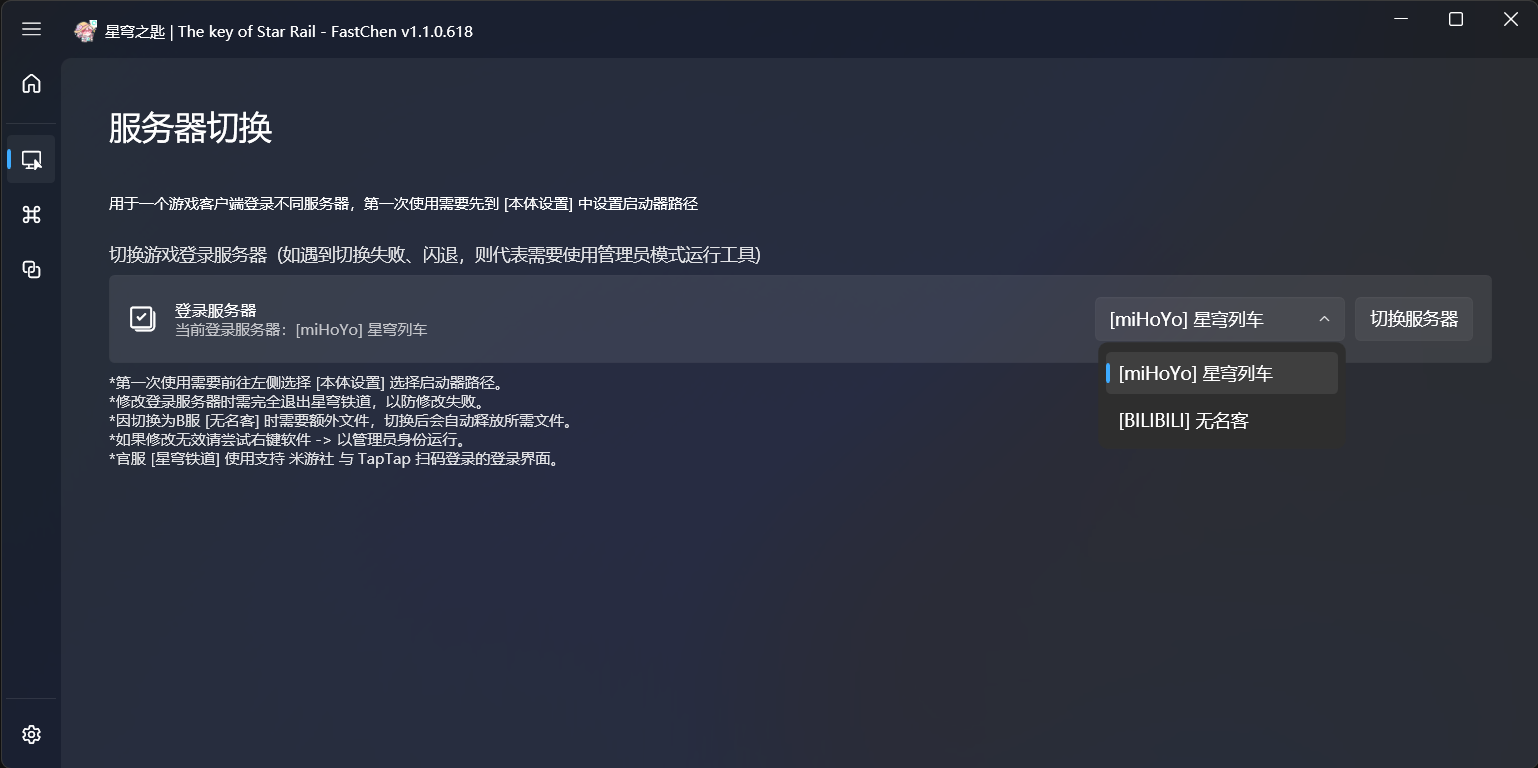 星穹之匙 | The key of Star Rail - FastChen v1.1.0.618
服务器切换
用于一个游戏客户端登录不同服务器，第一次使用需要先到 [本体设置] 中设置启动器路径
切换游戏登录服务器（如遇到切换失败、闪退，则代表需要使用管理员模式运行工具)
登录服务器
当前登录服务器：[miHoYo] 星穹列车
[miHoYo] 星穹列车
切换服务器
[miHoYo] 星穹列车
[BILIBILI] 无名客
*第一次使用需要前往左侧选择 [本体设置] 选择启动器路径。
*修改登录服务器时需完全退出星穹铁道，以防修改失败。
*因切换为B服 [无名客] 时需要额外文件，切换后会自动释放所需文件。
*如果修改无效请尝试右键软件 -> 以管理员身份运行。
*官服 [星穹铁道] 使用支持 米游社 与 TapTap 扫码登录的登录界面。